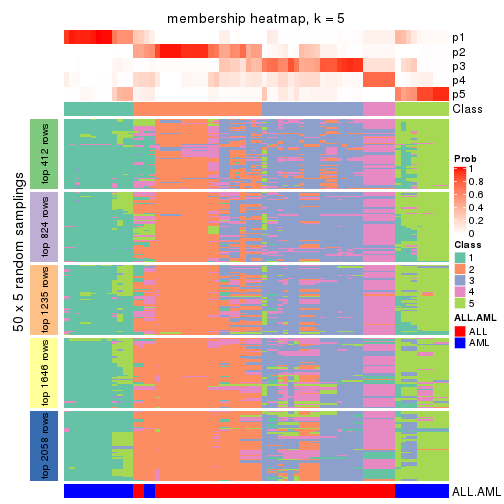 membership heatmap, k = 5
p1
p2
p3
p4
p5
Class
50 x 5 random samplings
top 412 rows
top 824 rows
top 1235 rows
top 1646 rows
top 2058 rows
Prob
1
0.8
0.6
0.4
0.2
0
Class
1
2
3
4
5
ALL.AML
ALL
AML
ALL.AML